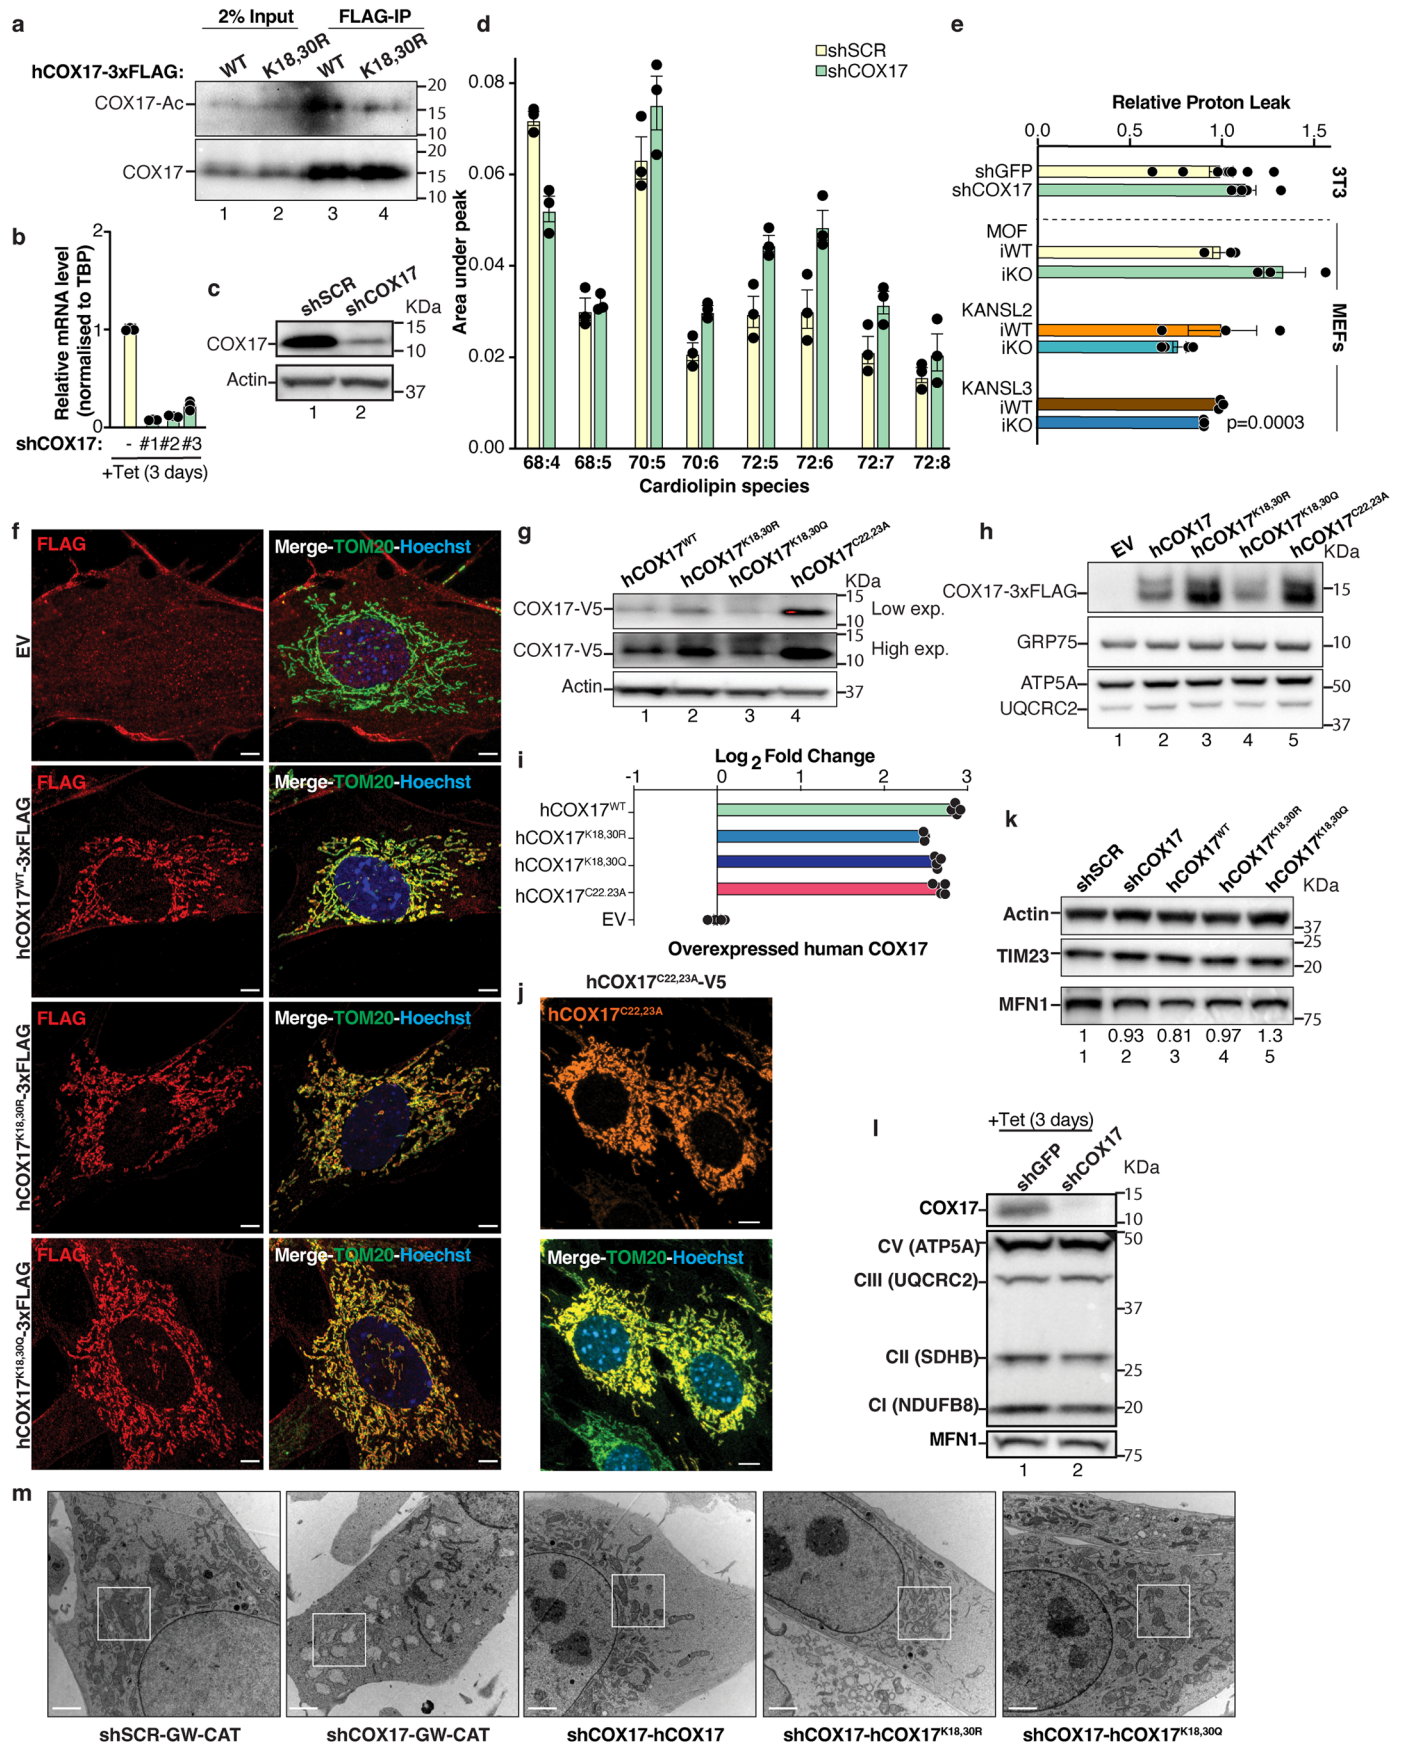 a
2% Input
FLAG-IP
hCOX17-3xFLAG:
WT
K18,30R
WT
K18,30R
COX17-Ac
20
15
10
COX17
20
15
10
1 2 3 4
b
Relative mRNA level
(normalised to TBP)
2
1
0
shCOX17: - #1 #2 #3
+Tet (3 days)
c
shSCR
shCOX17
KDa
COX17
15
10
Actin
37
1 2
d
shSCR
shCOX17
Area under peak
0.08
0.06
0.04
0.02
0.00
68:4 68:5 70:5 70:6 72:5 72:6 72:7 72:8
Cardiolipin species
e
Relative Proton Leak
0.0 0.5 1.0 1.5
shGFP
shCOX17
3T3
MOF
iWT
iKO
KANSL2
iWT
iKO
KANSL3
iWT
iKO
p=0.0003
MEFs
f
EV
FLAG
Merge-TOM20-Hoechst
hCOX17WT-3xFLAG
FLAG
Merge-TOM20-Hoechst
hCOX17K18,30R-3xFLAG
FLAG
Merge-TOM20-Hoechst
hCOX17K18,30Q-3xFLAG
FLAG
Merge-TOM20-Hoechst
g
hCOX17WT
hCOX17K18,30R
hCOX17K18,30Q
hCOX17C22,23A
KDa
COX17-V5
15
10
Low exp.
COX17-V5
15
10
High exp.
Actin
37
1 2 3 4
h
EV
hCOX17
hCOX17K18,30R
hCOX17K18,30Q
hCOX17C22,23A
KDa
COX17-3xFLAG
15
GRP75
10
ATP5A
50
UQCRC2
37
1 2 3 4 5
i
Log2 Fold Change
-1 0 1 2 3
hCOX17WT
hCOX17K18,30R
hCOX17K18,30Q
hCOX17C22.23A
EV
Overexpressed human COX17
j
hCOX17C22,23A-V5
hCOX17C22,23A
Merge-TOM20-Hoechst
k
shSCR
shCOX17
hCOX17WT
hCOX17K18,30R
hCOX17K18,30Q
KDa
Actin
37
TIM23
25
20
MFN1
75
1 0.93 0.81 0.97 1.3
1 2 3 4 5
l
+Tet (3 days)
shGFP
shCOX17
KDa
COX17
15
10
CV (ATP5A)
50
CIII (UQCRC2)
37
CII (SDHB)
25
CI (NDUFB8)
20
MFN1
75
1 2
m
shSCR-GW-CAT
shCOX17-GW-CAT
shCOX17-hCOX17
shCOX17-hCOX17K18,30R
shCOX17-hCOX17K18,30Q